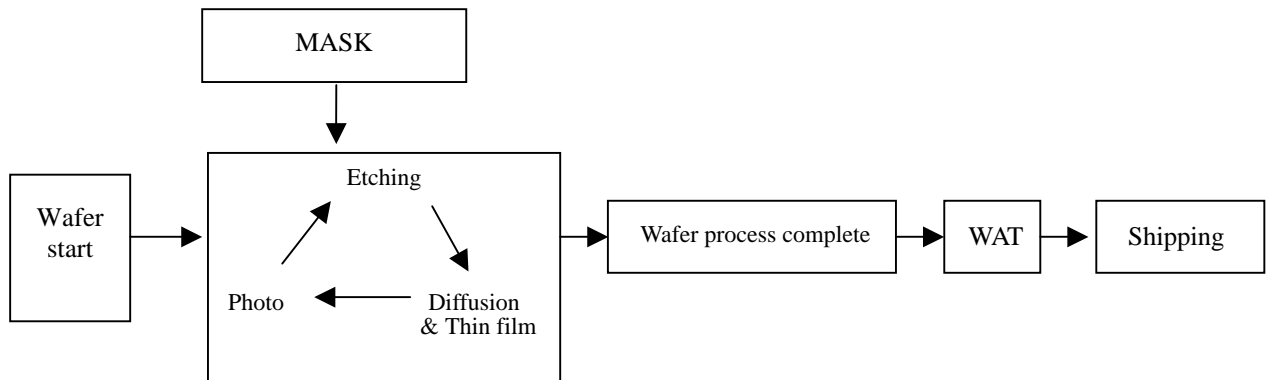 MASK
Wafer
start
Etching
Photo
Diffusion
& Thin film
Wafer process complete
WAT
Shipping